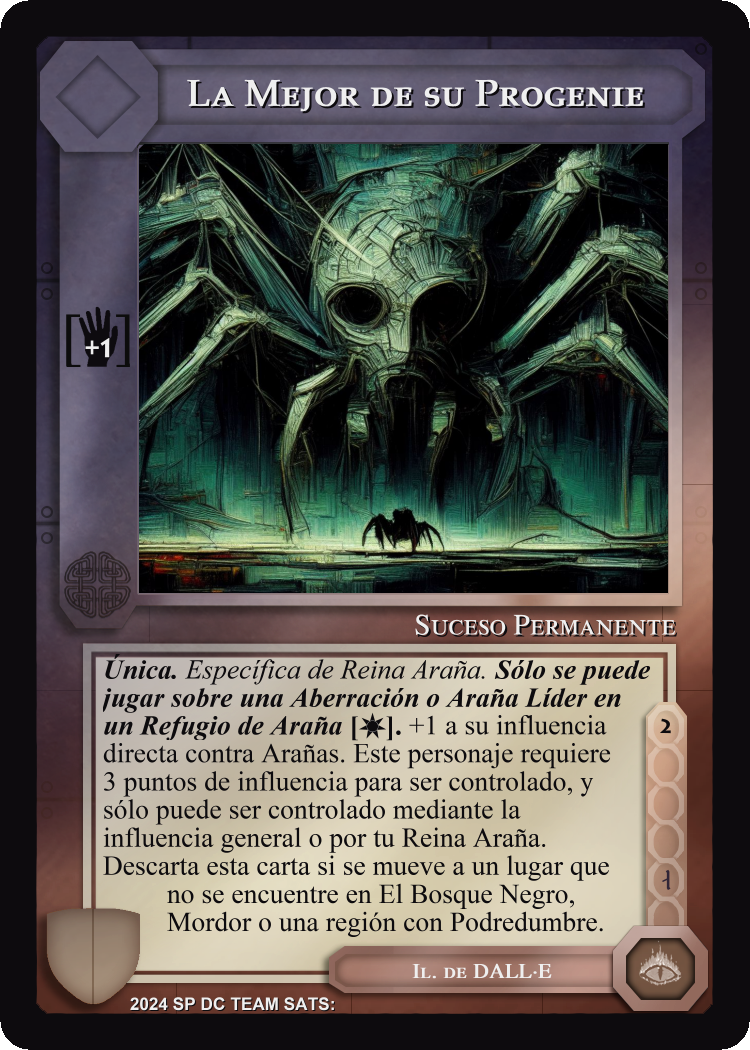 La Mejor de su Progenie
[+1]
Suceso Permanente
Única. Específica de Reina Araña. Sólo se puede
jugar sobre una Aberración o Araña Líder en
un Refugio de Araña [✷]. +1 a su influencia
directa contra Arañas. Este personaje requiere
3 puntos de influencia para ser controlado, y
sólo puede ser controlado mediante la
influencia general o por tu Reina Araña.
Descarta esta carta si se mueve a un lugar que
no se encuentre en El Bosque Negro,
Mordor o una región con Podredumbre.
2
Il. de DALL·E
2024 SP DC TEAM SATS: